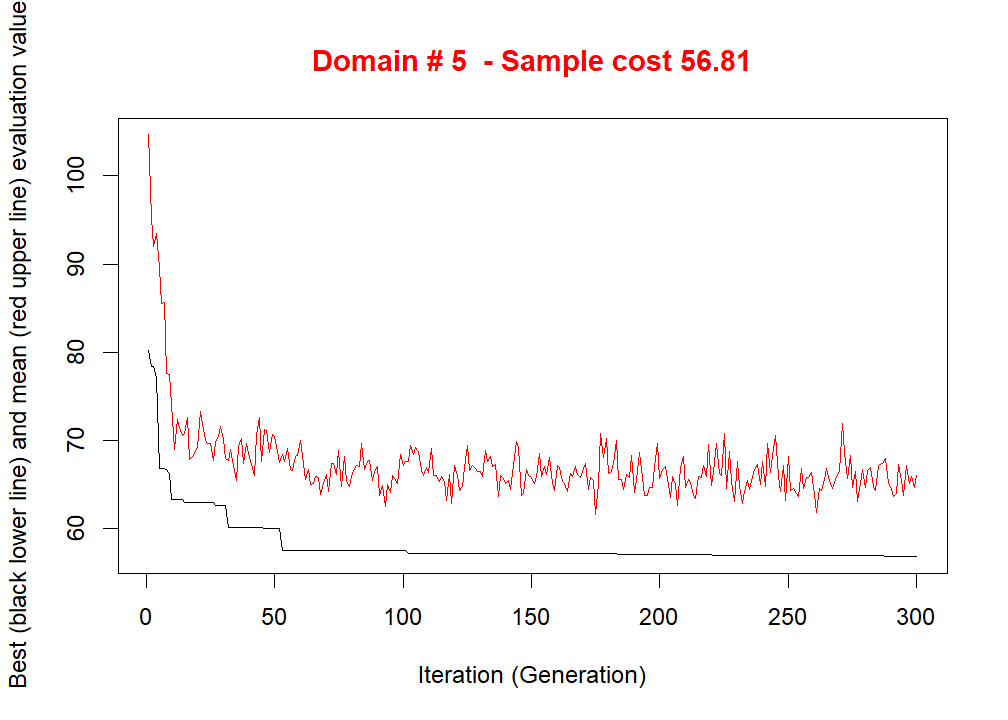 Domain # 5  - Sample cost 56.81
Best (black lower line) and mean (red upper line) evaluation value
100
90
80
70
60
0 50 100 150 200 250 300
Iteration (Generation)